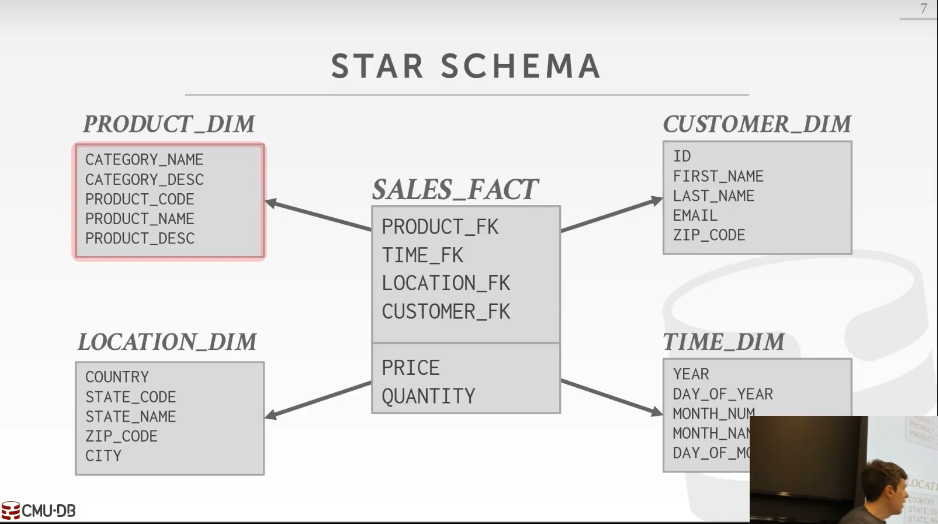 7
STAR SCHEMA
PRODUCT_DIM
CATEGORY_NAME
CATEGORY_DESC
PRODUCT_CODE
PRODUCT_NAME
PRODUCT_DESC
CUSTOMER_DIM
ID
FIRST_NAME
LAST_NAME
EMAIL
ZIP_CODE
SALES_FACT
PRODUCT_FK
TIME_FK
LOCATION_FK
CUSTOMER_FK
PRICE
QUANTITY
LOCATION_DIM
COUNTRY
STATE_CODE
STATE_NAME
ZIP_CODE
CITY
TIME_DIM
YEAR
DAY_OF_YEAR
MONTH_NUM
CMU·DB